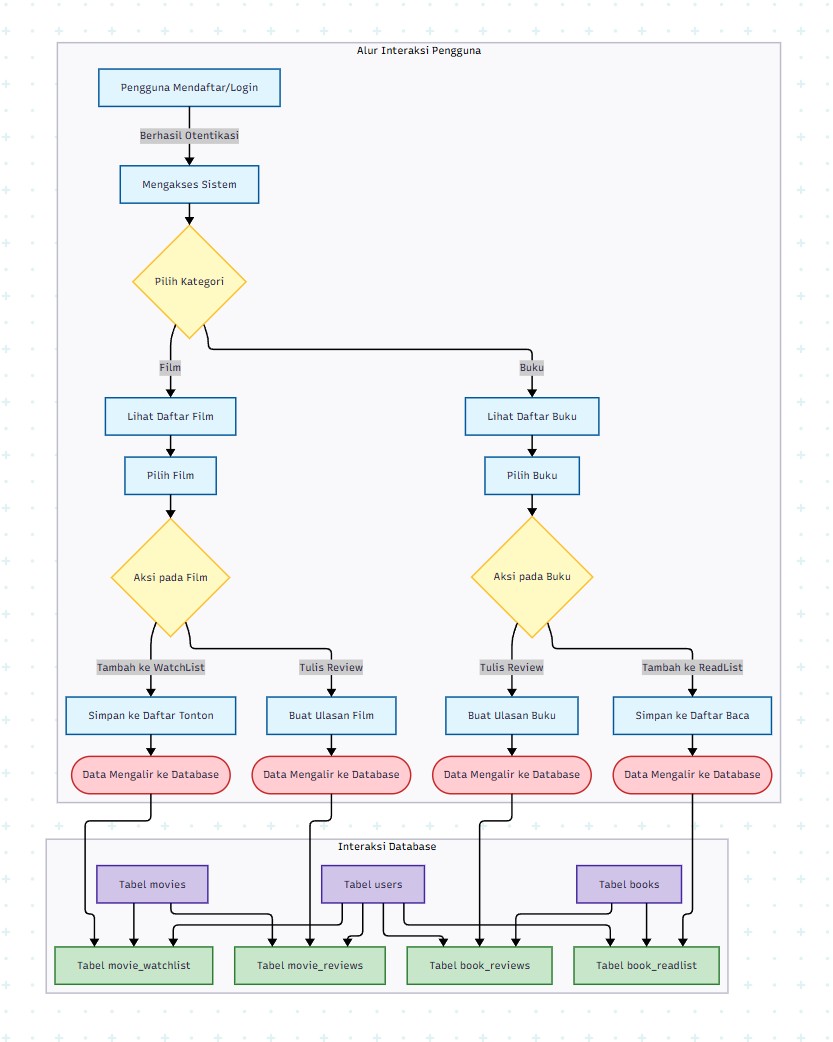 Alur Interaksi Pengguna
Pengguna Mendaftar/Login
Berhasil Otentikasi
Mengakses Sistem
Pilih Kategori
Film
Buku
Lihat Daftar Film
Lihat Daftar Buku
Pilih Film
Pilih Buku
Aksi pada Film
Aksi pada Buku
Tambah ke WatchList
Tulis Review
Tulis Review
Tambah ke ReadList
Simpan ke Daftar Tonton
Buat Ulasan Film
Buat Ulasan Buku
Simpan ke Daftar Baca
Data Mengalir ke Database
Data Mengalir ke Database
Data Mengalir ke Database
Data Mengalir ke Database
Interaksi Database
Tabel movies
Tabel users
Tabel books
Tabel movie_watchlist
Tabel movie_reviews
Tabel book_reviews
Tabel book_readlist